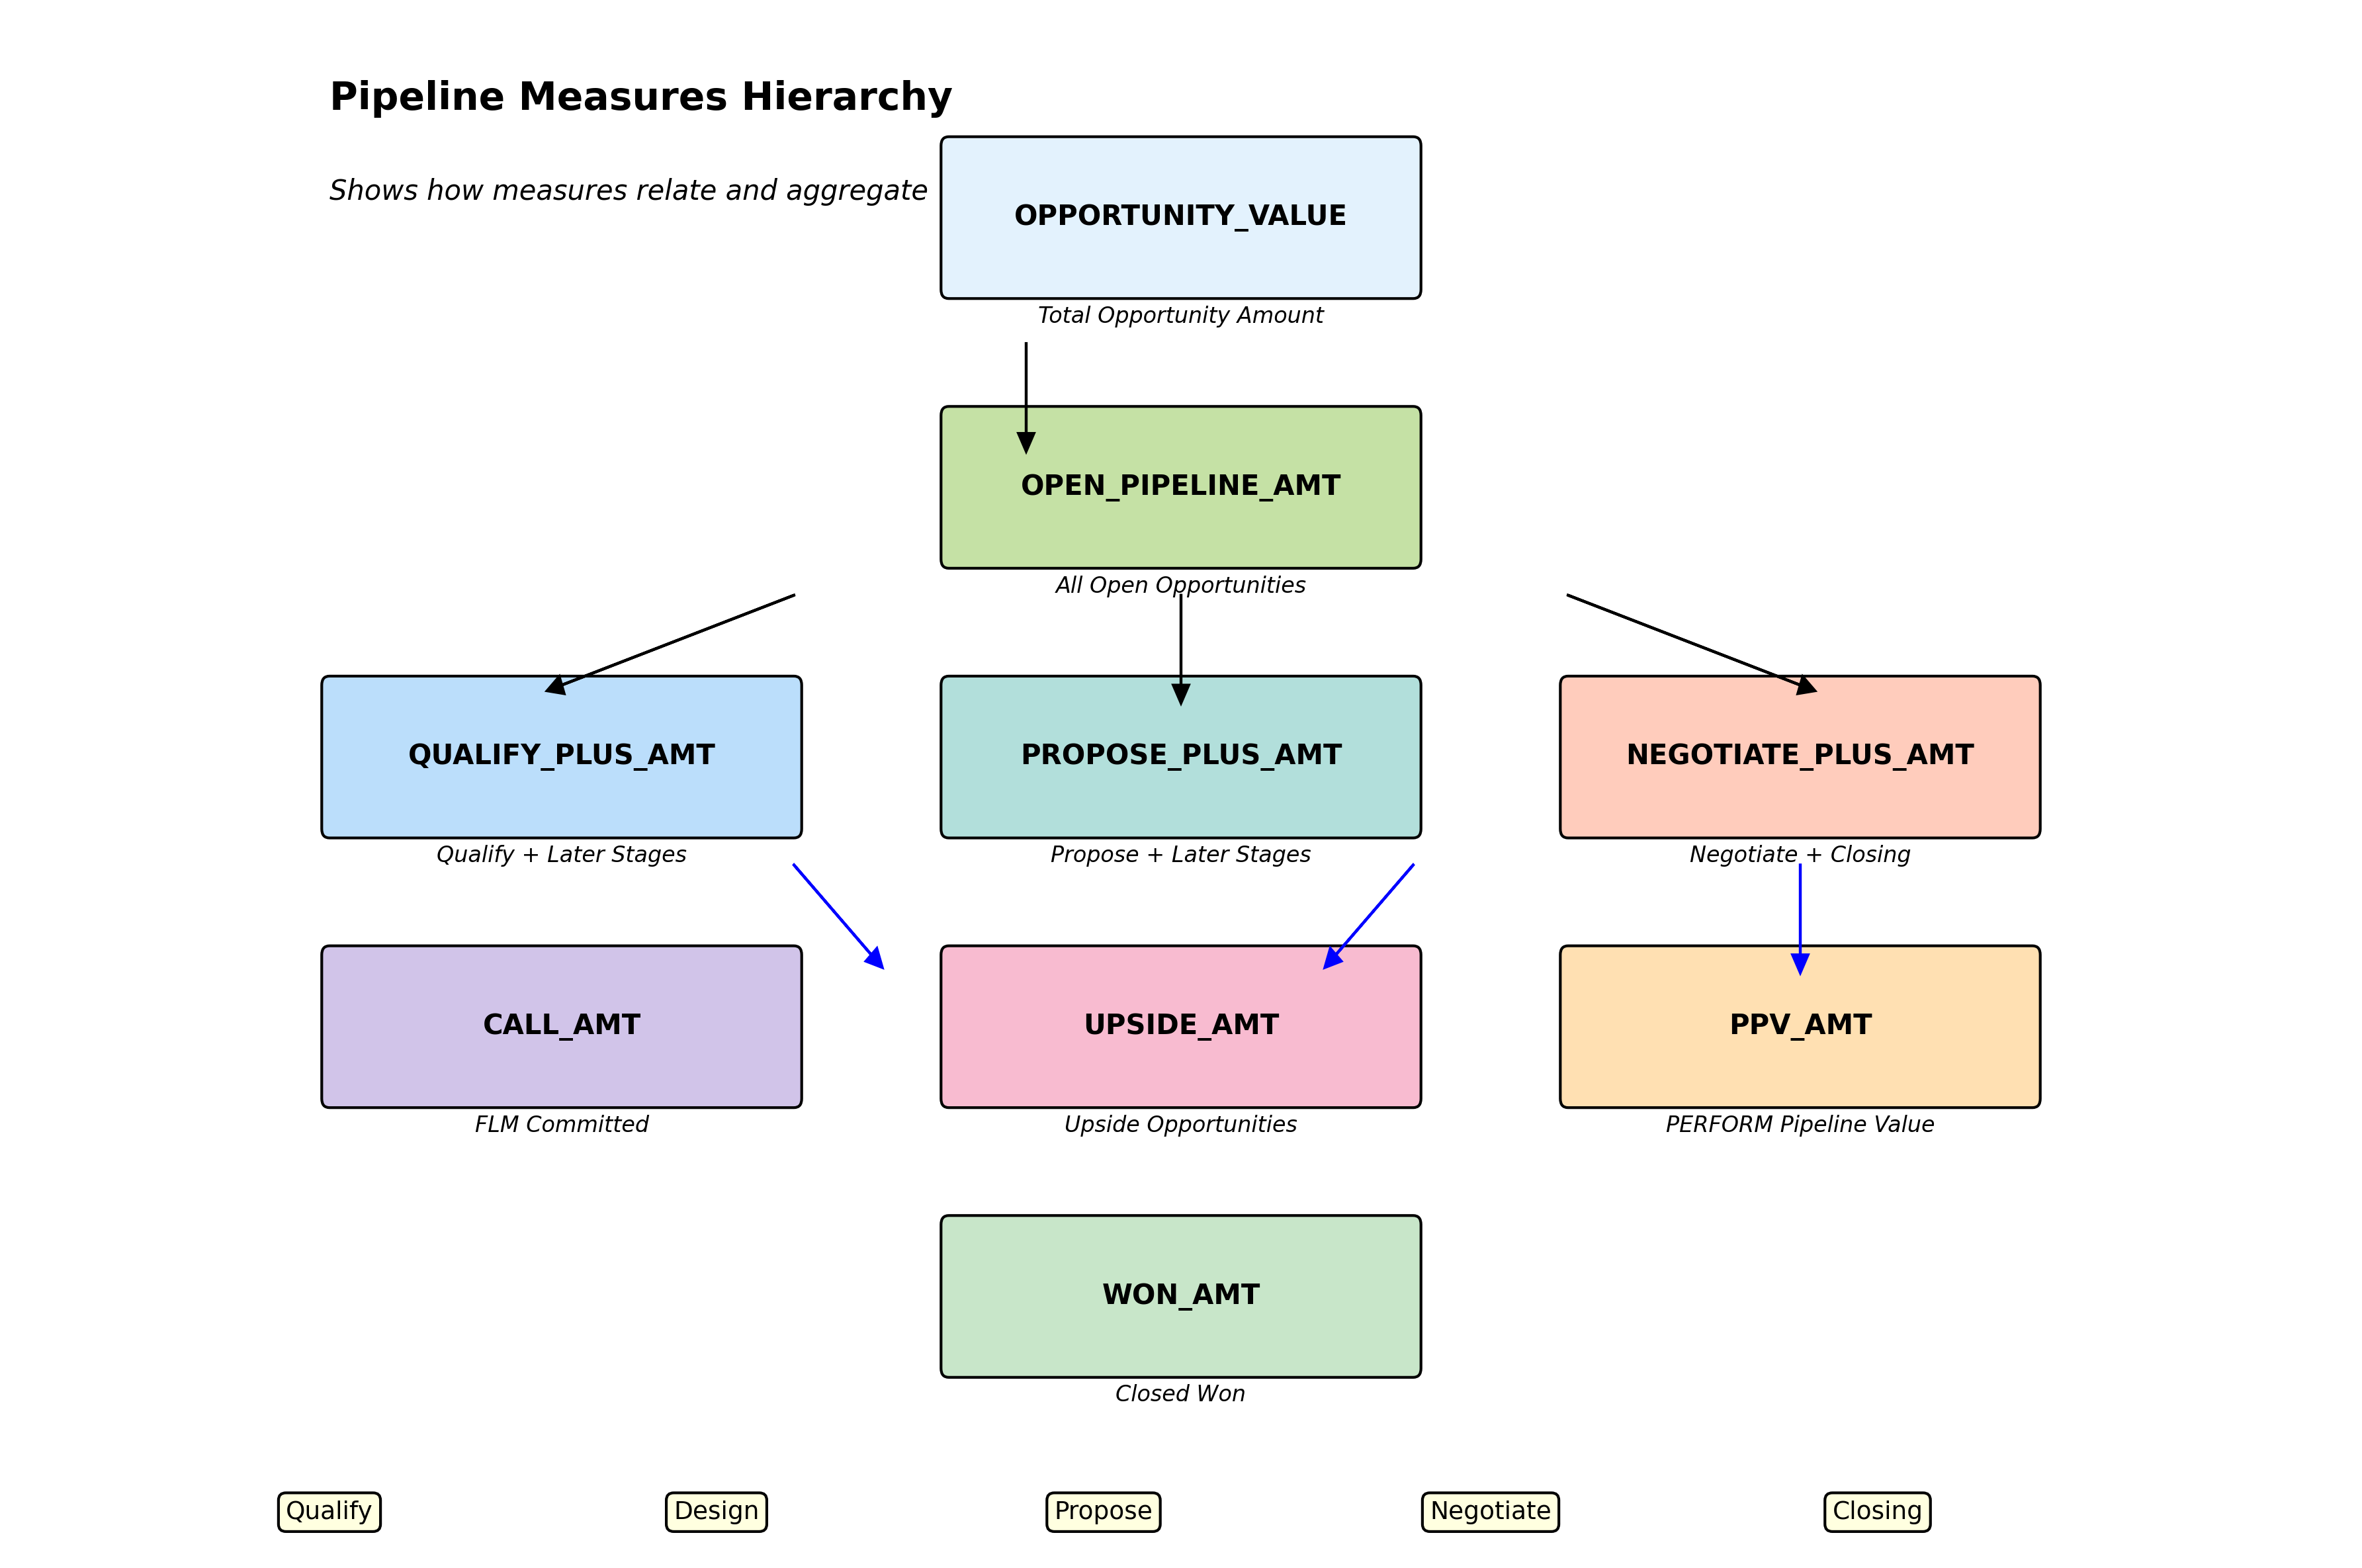 Pipeline Measures Hierarchy
Shows how measures relate and aggregate
OPPORTUNITY_VALUE
Total Opportunity Amount
OPEN_PIPELINE_AMT
All Open Opportunities
QUALIFY_PLUS_AMT
PROPOSE_PLUS_AMT
NEGOTIATE_PLUS_AMT
Qualify + Later Stages
Propose + Later Stages
Negotiate + Closing
CALL_AMT
UPSIDE_AMT
PPV_AMT
FLM Committed
Upside Opportunities
PERFORM Pipeline Value
WON_AMT
Closed Won
Qualify
Design
Propose
Negotiate
Closing